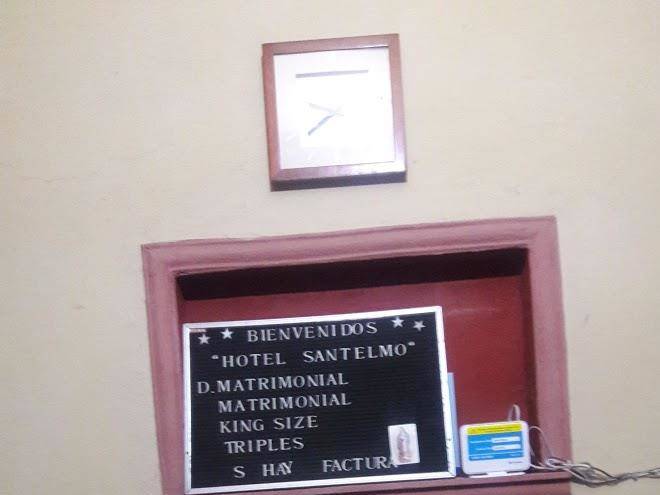 BIENVENIDOS
"HOTEL SANTELMO"
D.MATRIMONIAL
MATRIMONIAL
KING SIZE
TRIPLES
S HAY FACTURA